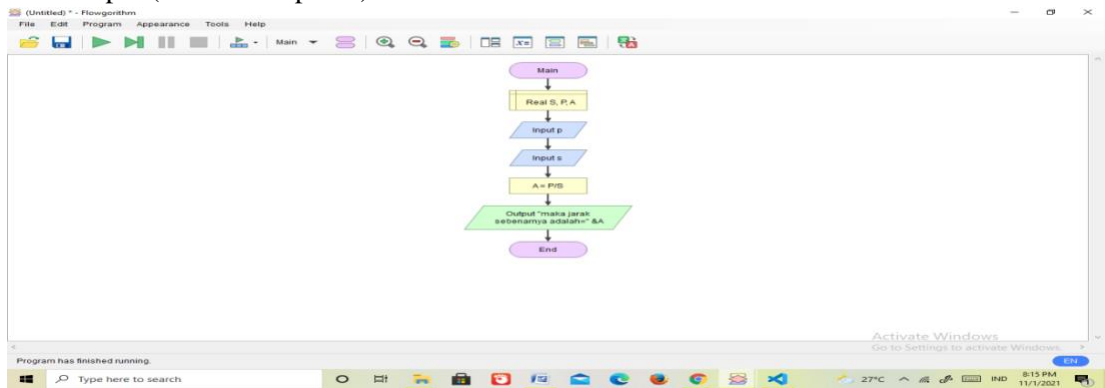 (Untitled) * - Flowgorithm
File Edit Program Appearance Tools Help
Main
Main
Real S, P, A
Input p
Input s
A = P/S
Output "maka jarak
sebenarnya adalah=" &A
End
Activate Windows
Go to Settings to activate Windows.
Program has finished running.
EN
Type here to search
27°C
IND
8:15 PM
11/1/2021